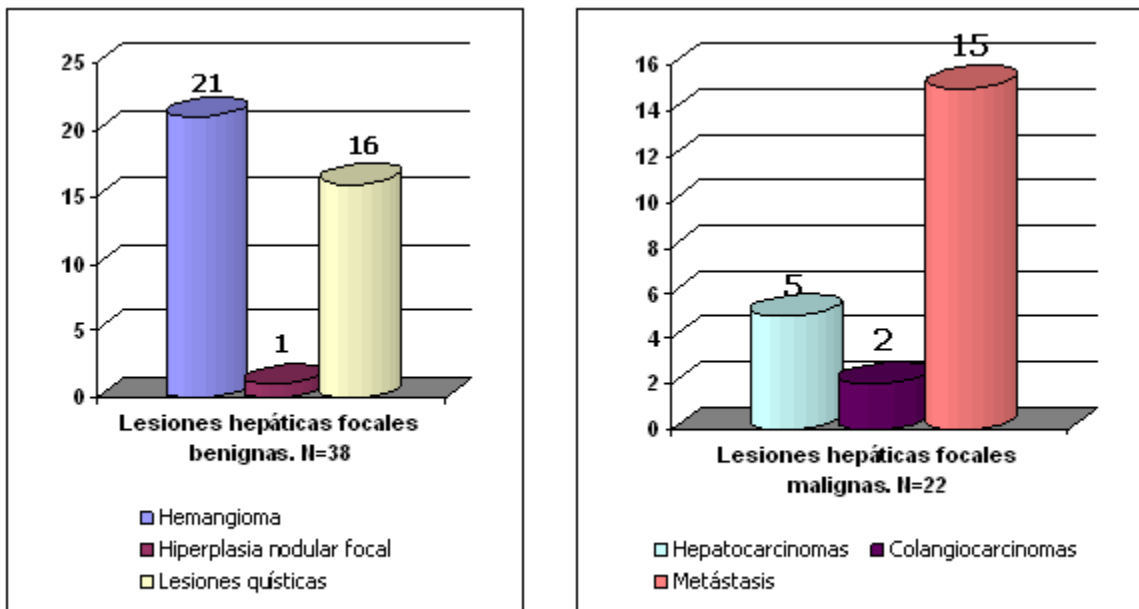 25
20
15
10
5
0
21
1
16
Lesiones hepáticas focales
benignas. N=38
Hemangioma
Hiperplasia nodular focal
Lesiones quísticas
16
14
12
10
8
6
4
2
0
5
2
15
Lesiones hepáticas focales
malignas. N=22
Hepatocarcinomas Colangiocarcinomas
Metástasis